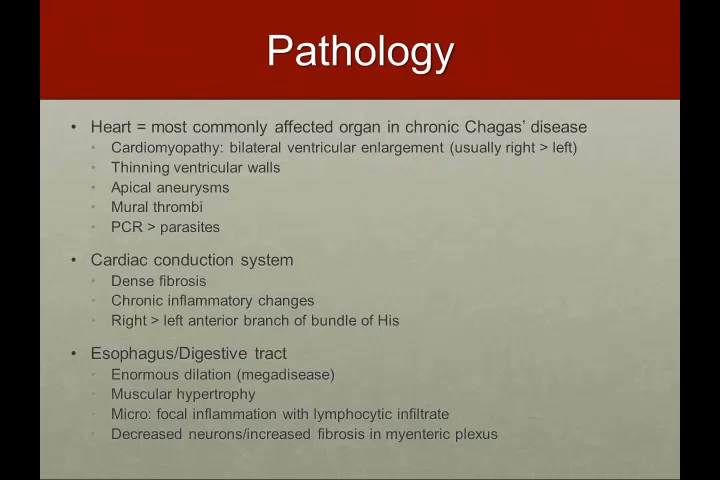 Pathology
• Heart = most commonly affected organ in chronic Chagas’ disease
• Cardiomyopathy: bilateral ventricular enlargement (usually right > left)
• Thinning ventricular walls
• Apical aneurysms
• Mural thrombi
• PCR > parasites
• Cardiac conduction system
• Dense fibrosis
• Chronic inflammatory changes
• Right > left anterior branch of bundle of His
• Esophagus/Digestive tract
• Enormous dilation (megadisease)
• Muscular hypertrophy
• Micro: focal inflammation with lymphocytic infiltrate
• Decreased neurons/increased fibrosis in myenteric plexus